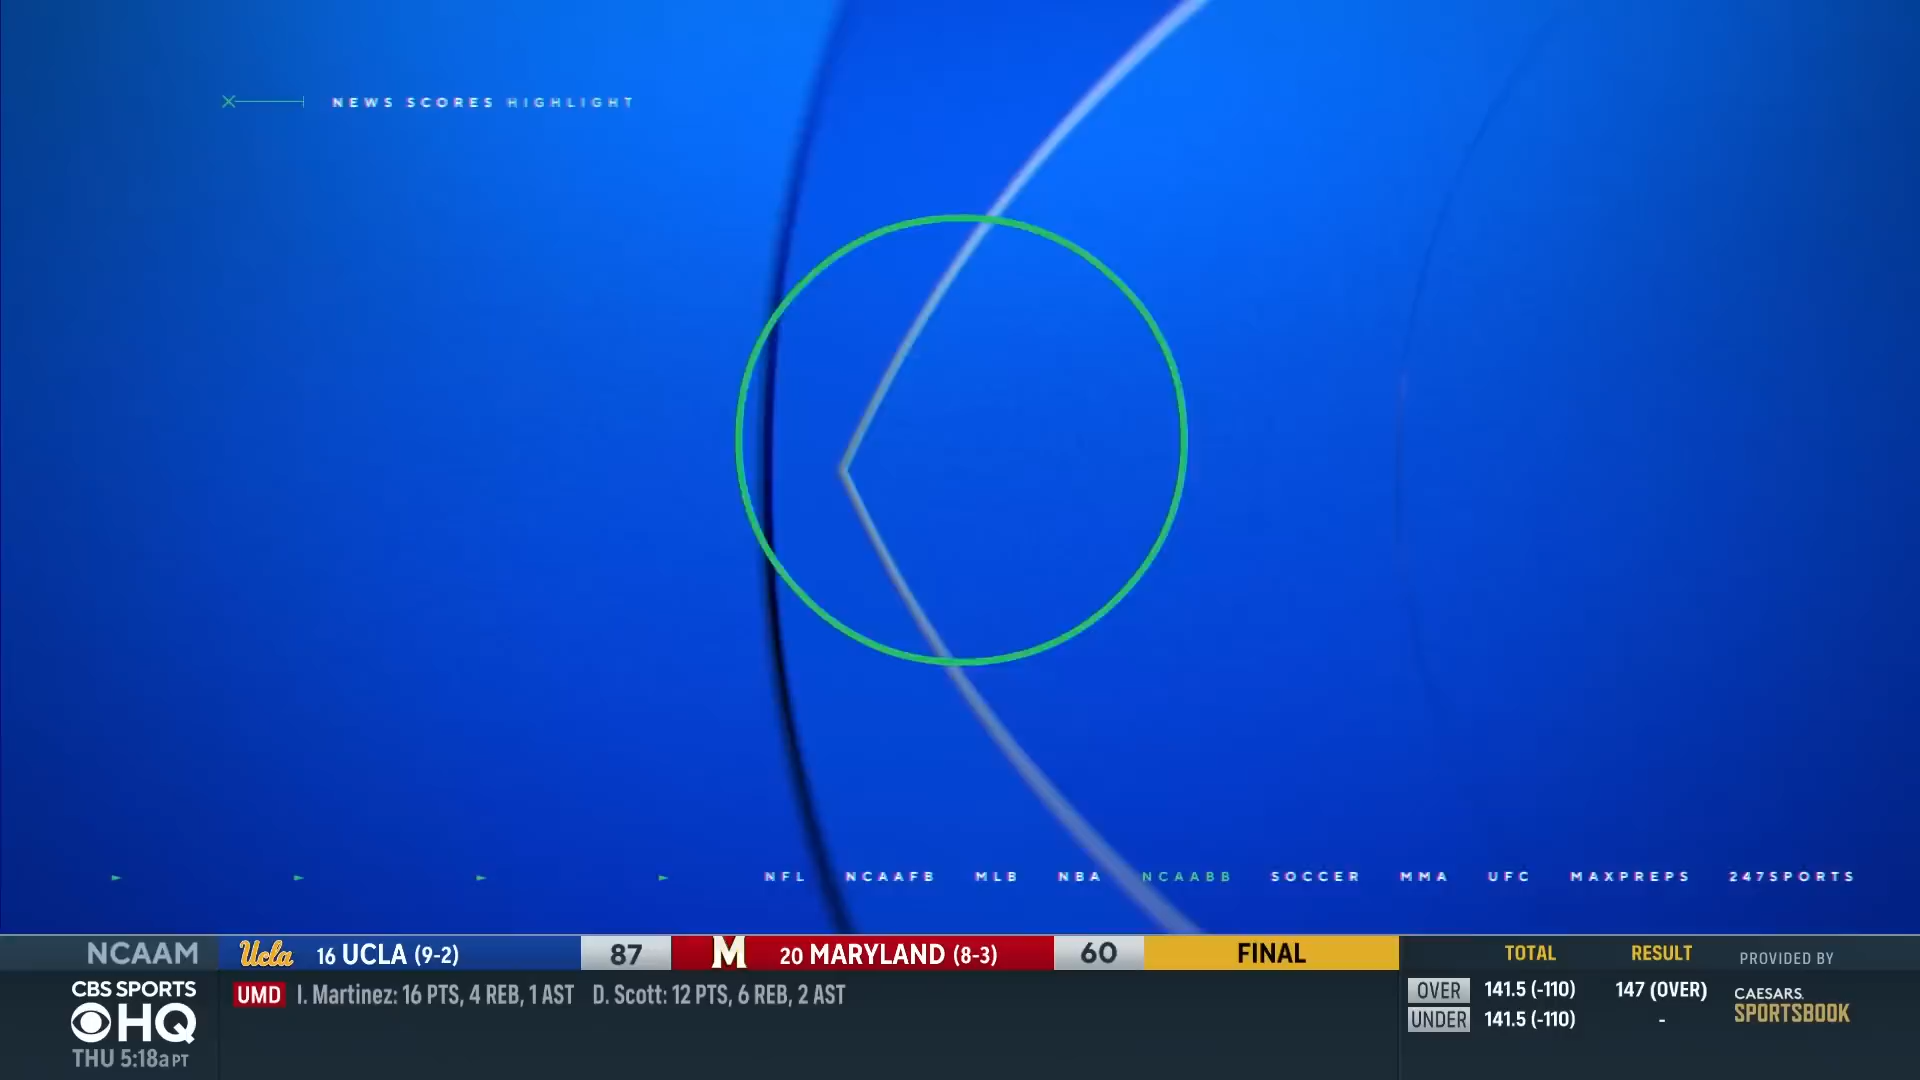 NEWS SCORES HIGHLIGHT
NFL NCAAFB MLB NBA NCAABB SOCCER MMA UFC MAXPREPS 247SPORTS
NCAAM Ucla 16 UCLA (9-2) 87 M 20 MARYLAND (8-3) 60 FINAL
UMD I. Martinez: 16 PTS, 4 REB, 1 AST D. Scott: 12 PTS, 6 REB, 2 AST
CBS SPORTS
HQ
THU 5:18a PT
TOTAL RESULT PROVIDED BY
OVER 141.5 (-110) 147 (OVER)
UNDER 141.5 (-110) -
CAESARS
SPORTSBOOK